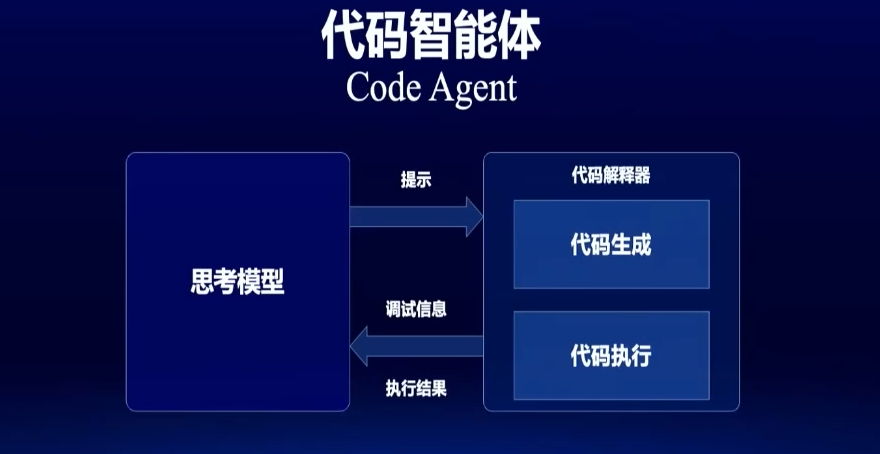 代码智能体
Code Agent
提示
代码解释器
代码生成
思考模型
调试信息
代码执行
执行结果